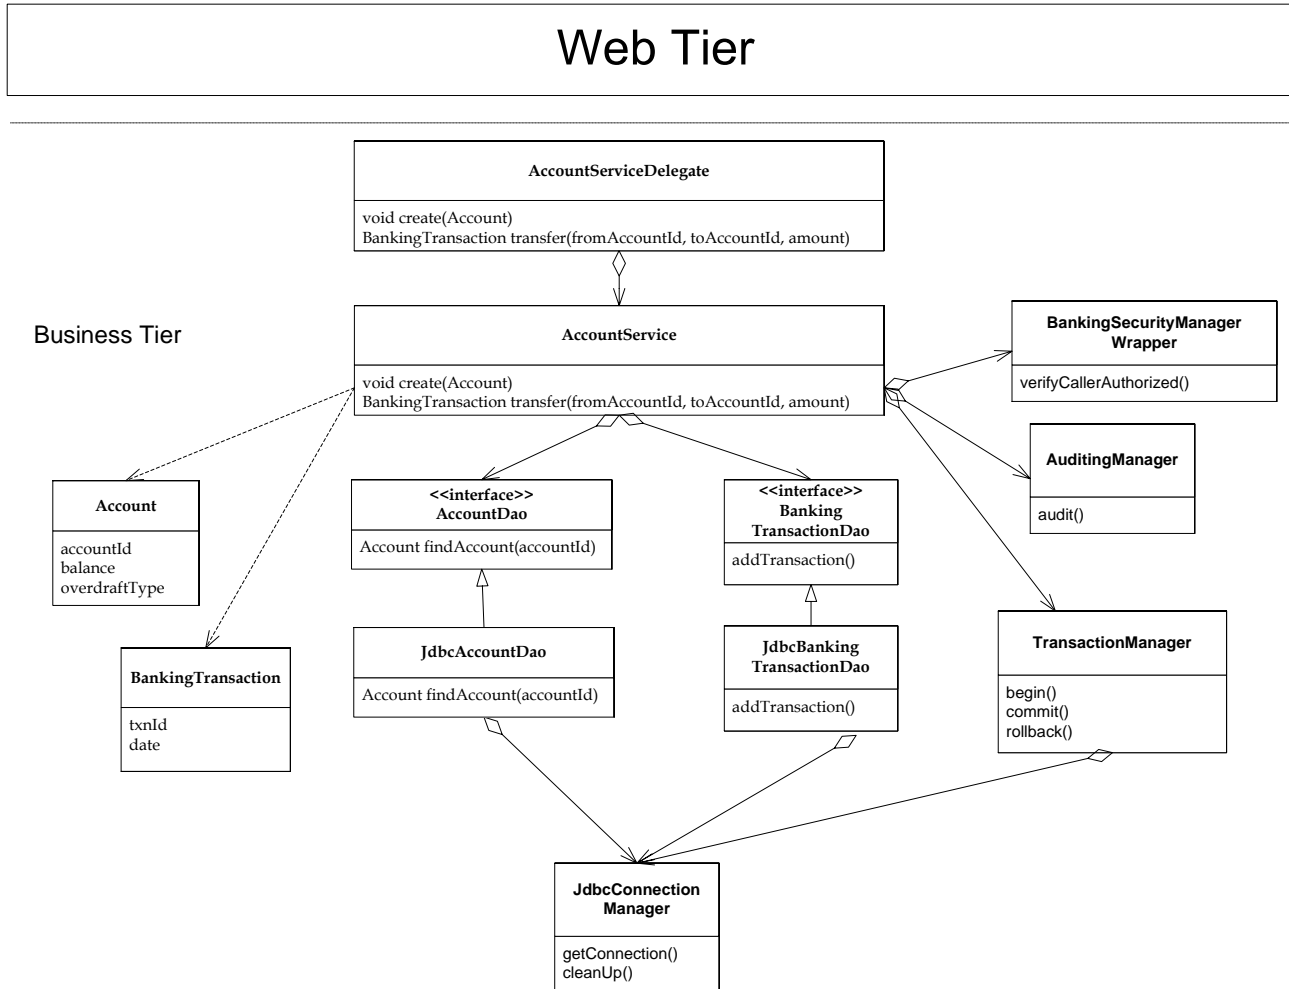 Web Tier
AccountServiceDelegate
void create(Account)
BankingTransaction transfer(fromAccountId, toAccountId, amount)
Business Tier
AccountService
void create(Account)
BankingTransaction transfer(fromAccountId, toAccountId, amount)
BankingSecurityManager
Wrapper
verifyCallerAuthorized()
AuditingManager
audit()
Account
accountId
balance
overdraftType
<<interface>>
AccountDao
Account findAccount(accountId)
<<interface>>
Banking
TransactionDao
addTransaction()
BankingTransaction
txnId
date
JdbcAccountDao
Account findAccount(accountId)
JdbcBanking
TransactionDao
addTransaction()
TransactionManager
begin()
commit()
rollback()
JdbcConnection
Manager
getConnection()
cleanUp()